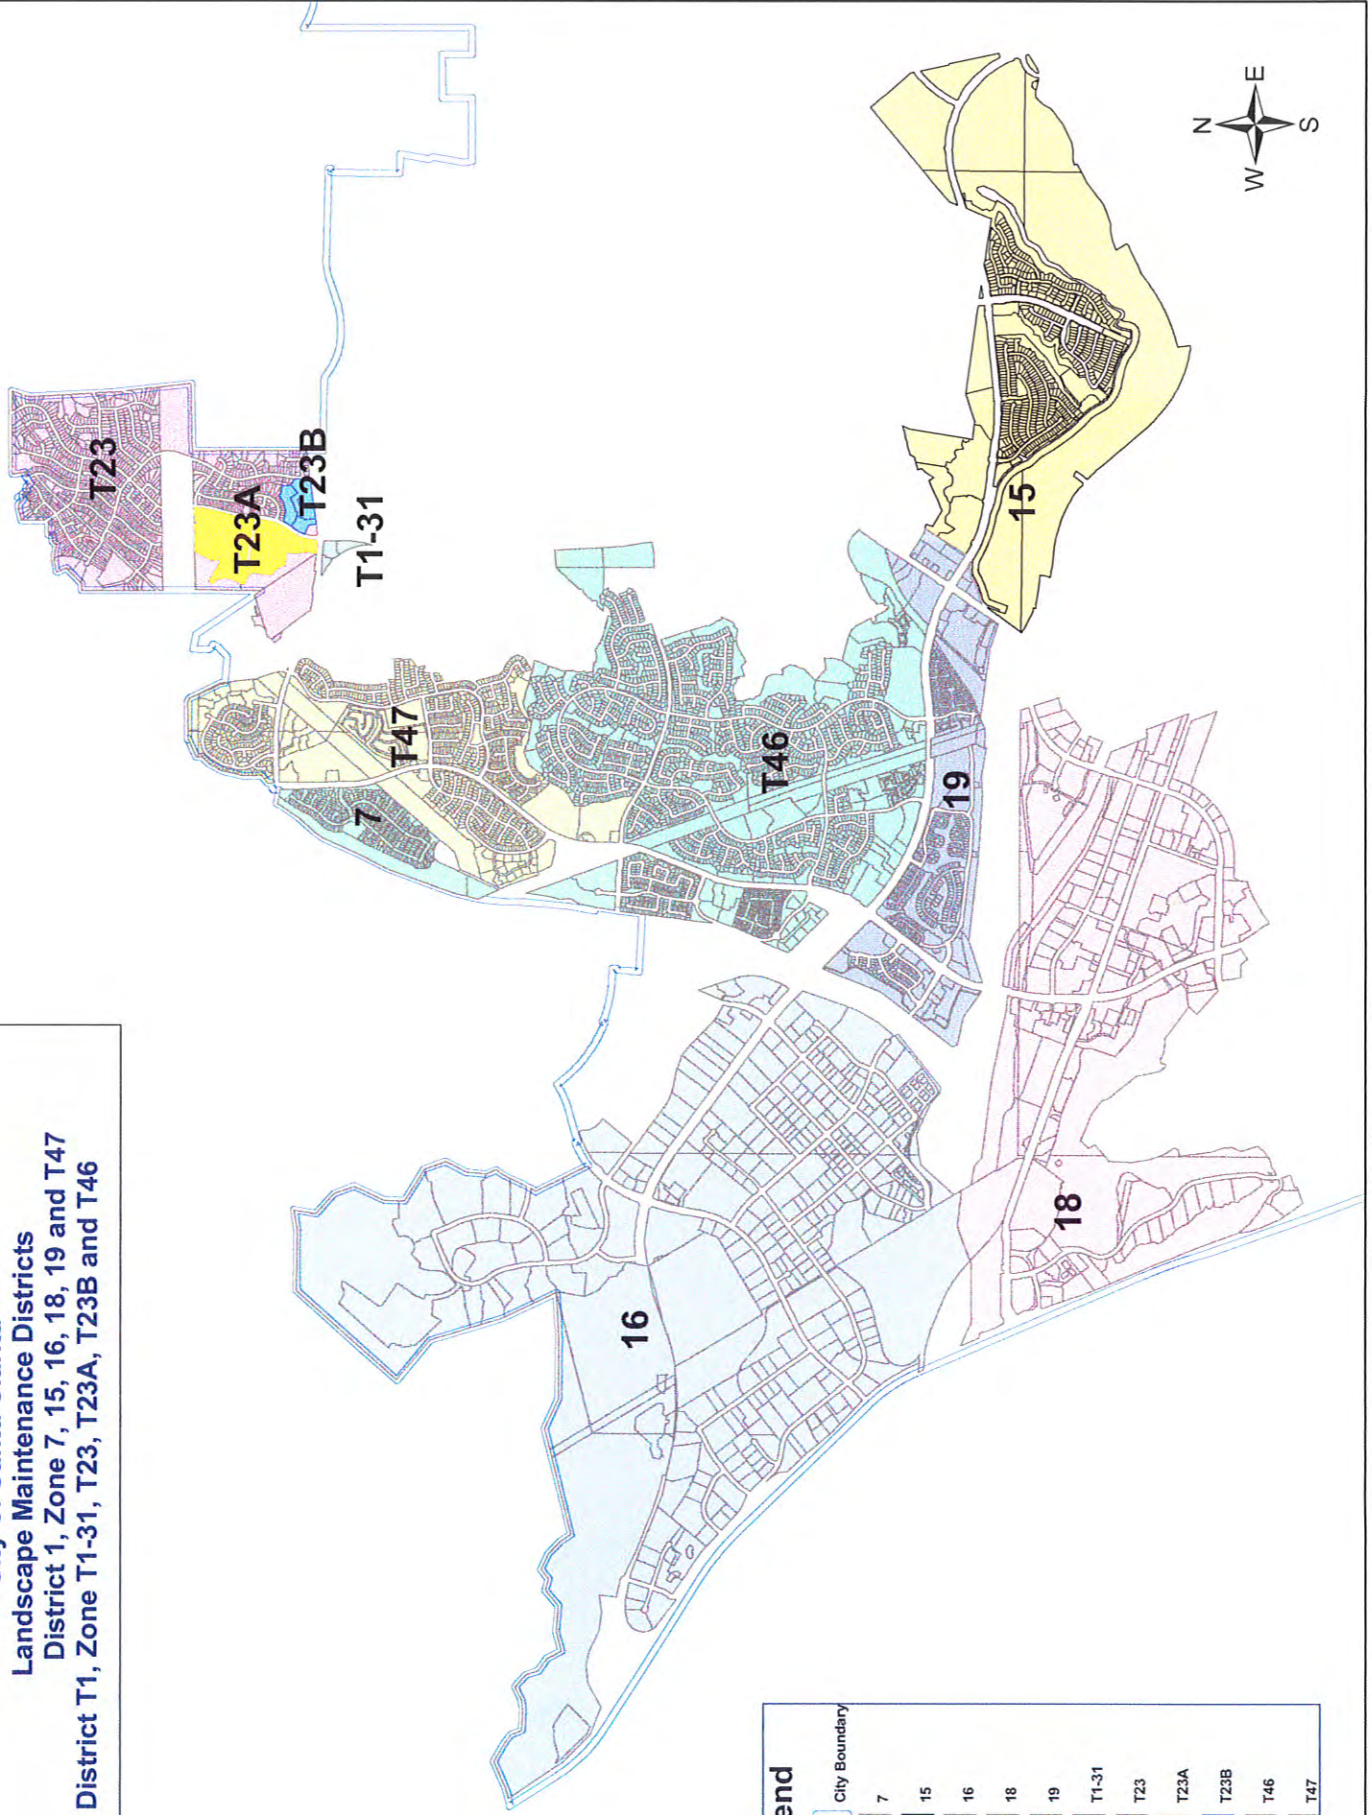 Landscape Maintenance Districts
District 1, Zone 7, 15, 16, 18, 19 and T47
District T1, Zone T1-31, T23, T23A, T23B and T46
T23
T23A
T23B
T1-31
T47
7
T46
19
15
16
18
N
W
E
S
end
City Boundary
7
15
16
18
19
T1-31
T23
T23A
T23B
T46
T47